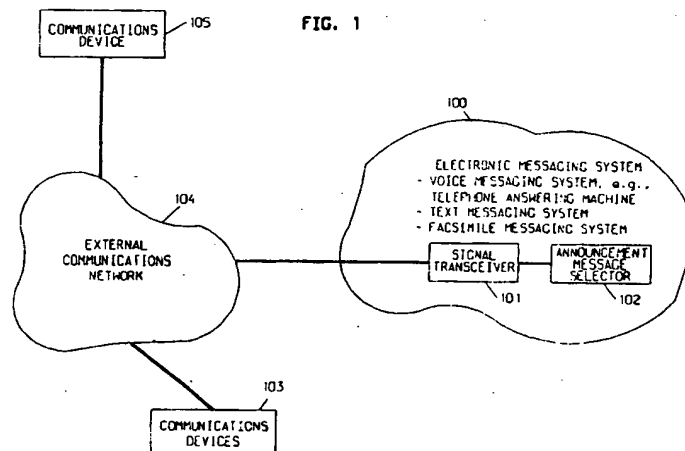 FIG. 1
COMMUNICATIONS
DEVICE
105
100
ELECTRONIC MESSAGING SYSTEM
- VOICE MESSAGING SYSTEM, e.g.,
TELEPHONE ANSWERING MACHINE
- TEXT MESSAGING SYSTEM
- FACSIMILE MESSAGING SYSTEM
104
EXTERNAL
COMMUNICATIONS
NETWORK
SIGNAL
TRANSCEIVER
101
ANNOUNCEMENT
MESSAGE
SELECTOR
102
103
COMMUNICATIONS
DEVICES